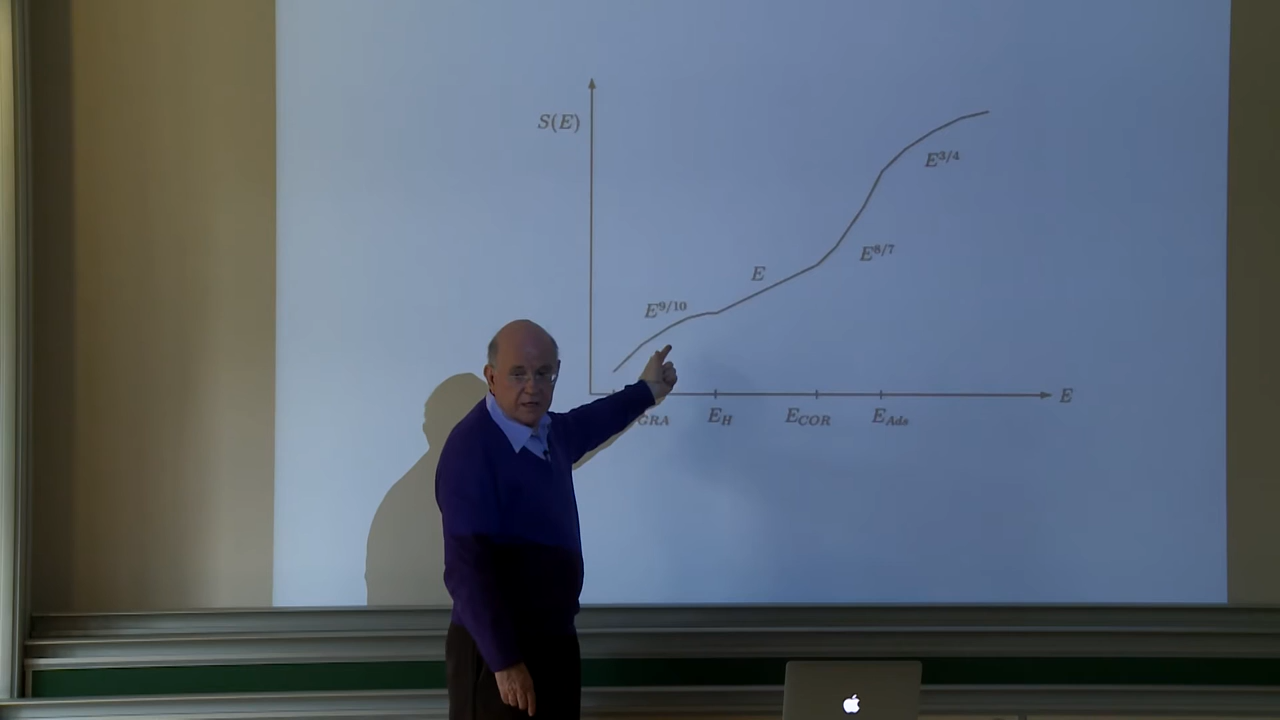 S(E)
E^{3/4}
E^{8/7}
E
E^{9/10}
E
GRA E_H E_{COR} E_{Ads}